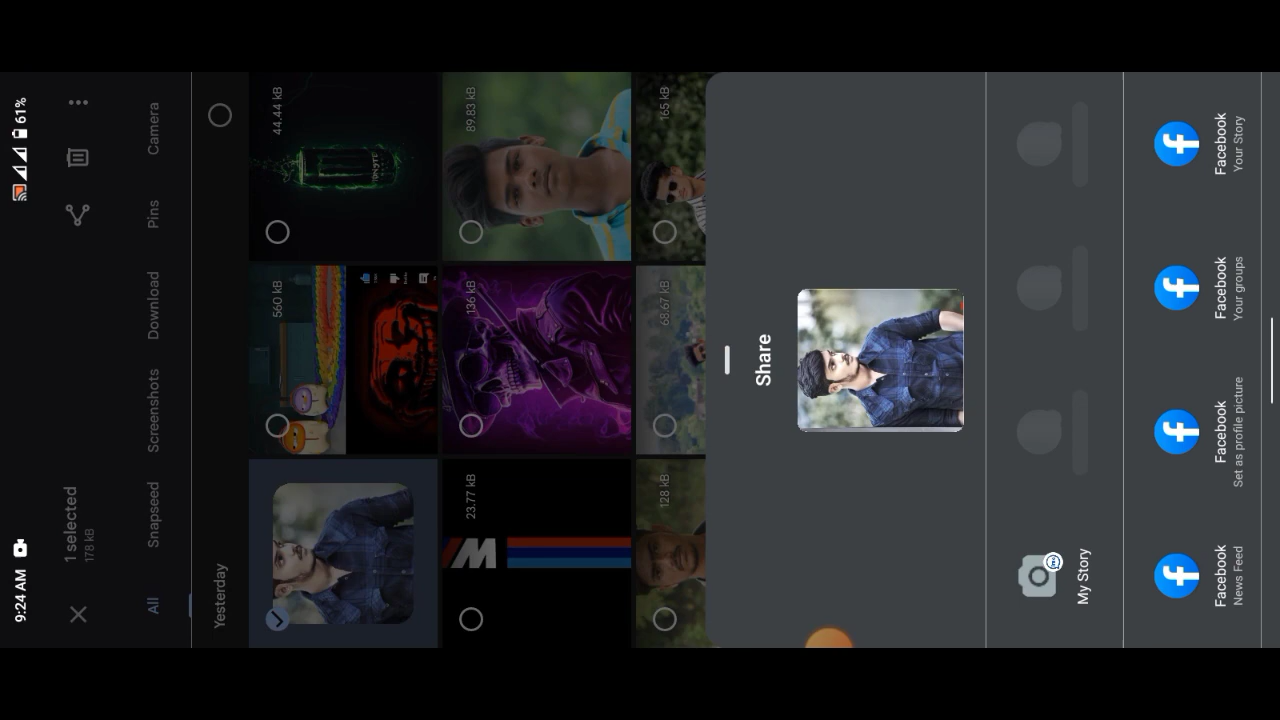 9:24 AM
61%
1 selected
178 kB
All
Snapseed
Screenshots
Download
Pins
Camera
Yesterday
560 kB
44.44 kB
23.77 kB
136 kB
89.83 kB
128 kB
68.67 kB
165 kB
M
Share
My Story
Facebook
News Feed
Facebook
Set as profile picture
Facebook
Your groups
Facebook
Your Story